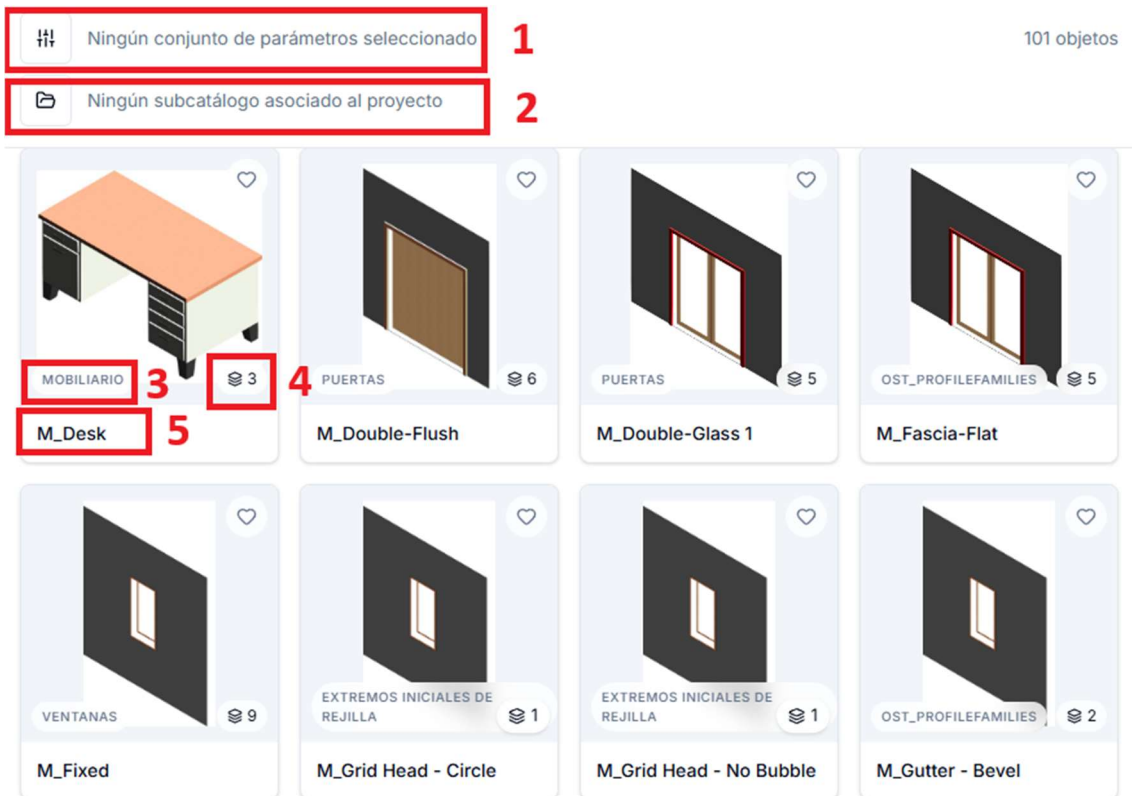 Ningún conjunto de parámetros seleccionado
1
101 objetos
Ningún subcatálogo asociado al proyecto
2
MOBILIARIO
3
3
4
PUERTAS
6
PUERTAS
5
OST_PROFILEFAMILIES
5
M_Desk
5
M_Double-Flush
M_Double-Glass 1
M_Fascia-Flat
VENTANAS
9
EXTREMOS INICIALES DE
REJILLA
1
EXTREMOS INICIALES DE
REJILLA
1
OST_PROFILEFAMILIES
2
M_Fixed
M_Grid Head - Circle
M_Grid Head - No Bubble
M_Gutter - Bevel